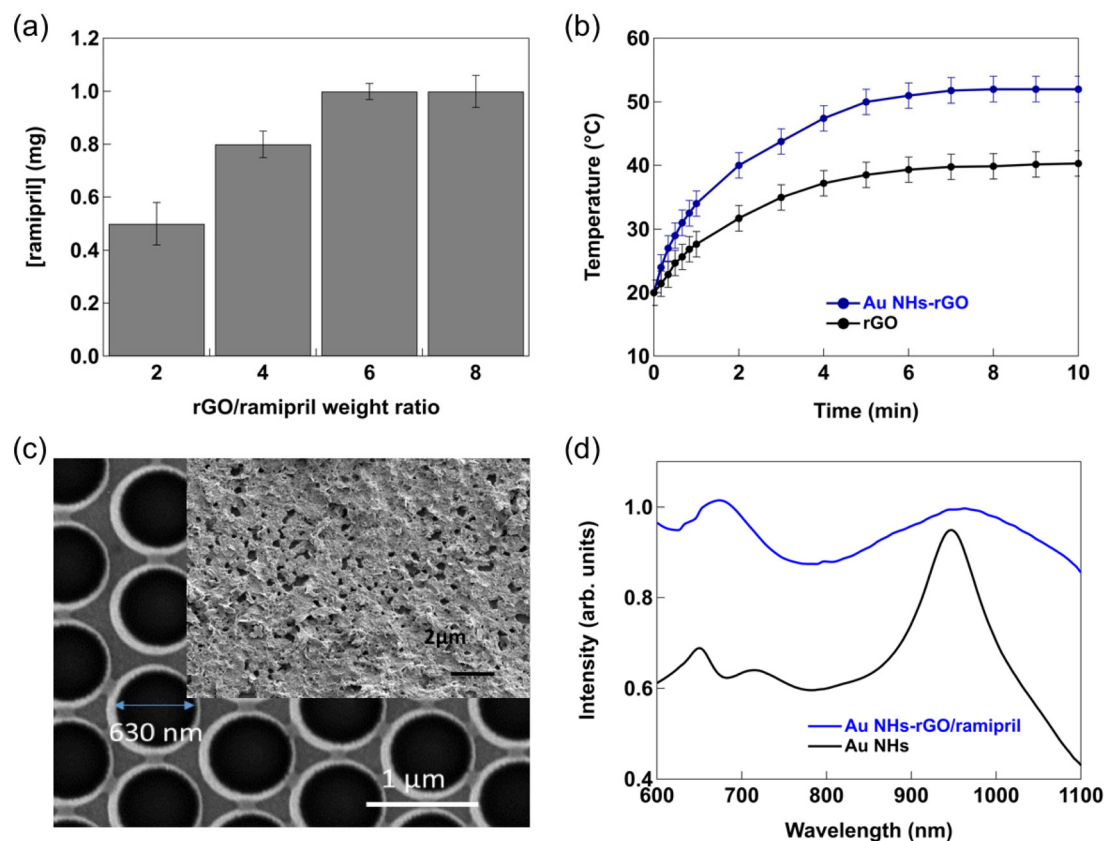 (a)
1.2
1.0
0.8
0.6
0.4
0.2
0.0
[ramipril] (mg)
2 4 6 8
rGO/ramipril weight ratio
(b)
60
50
40
30
20
10
Temperature (°C)
Au NHs-rGO
rGO
0 2 4 6 8 10
Time (min)
(c)
2μm
630 nm
1 μm
(d)
1.0
0.8
0.6
0.4
Intensity (arb. units)
Au NHs-rGO/ramipril
Au NHs
600 700 800 900 1000 1100
Wavelength (nm)